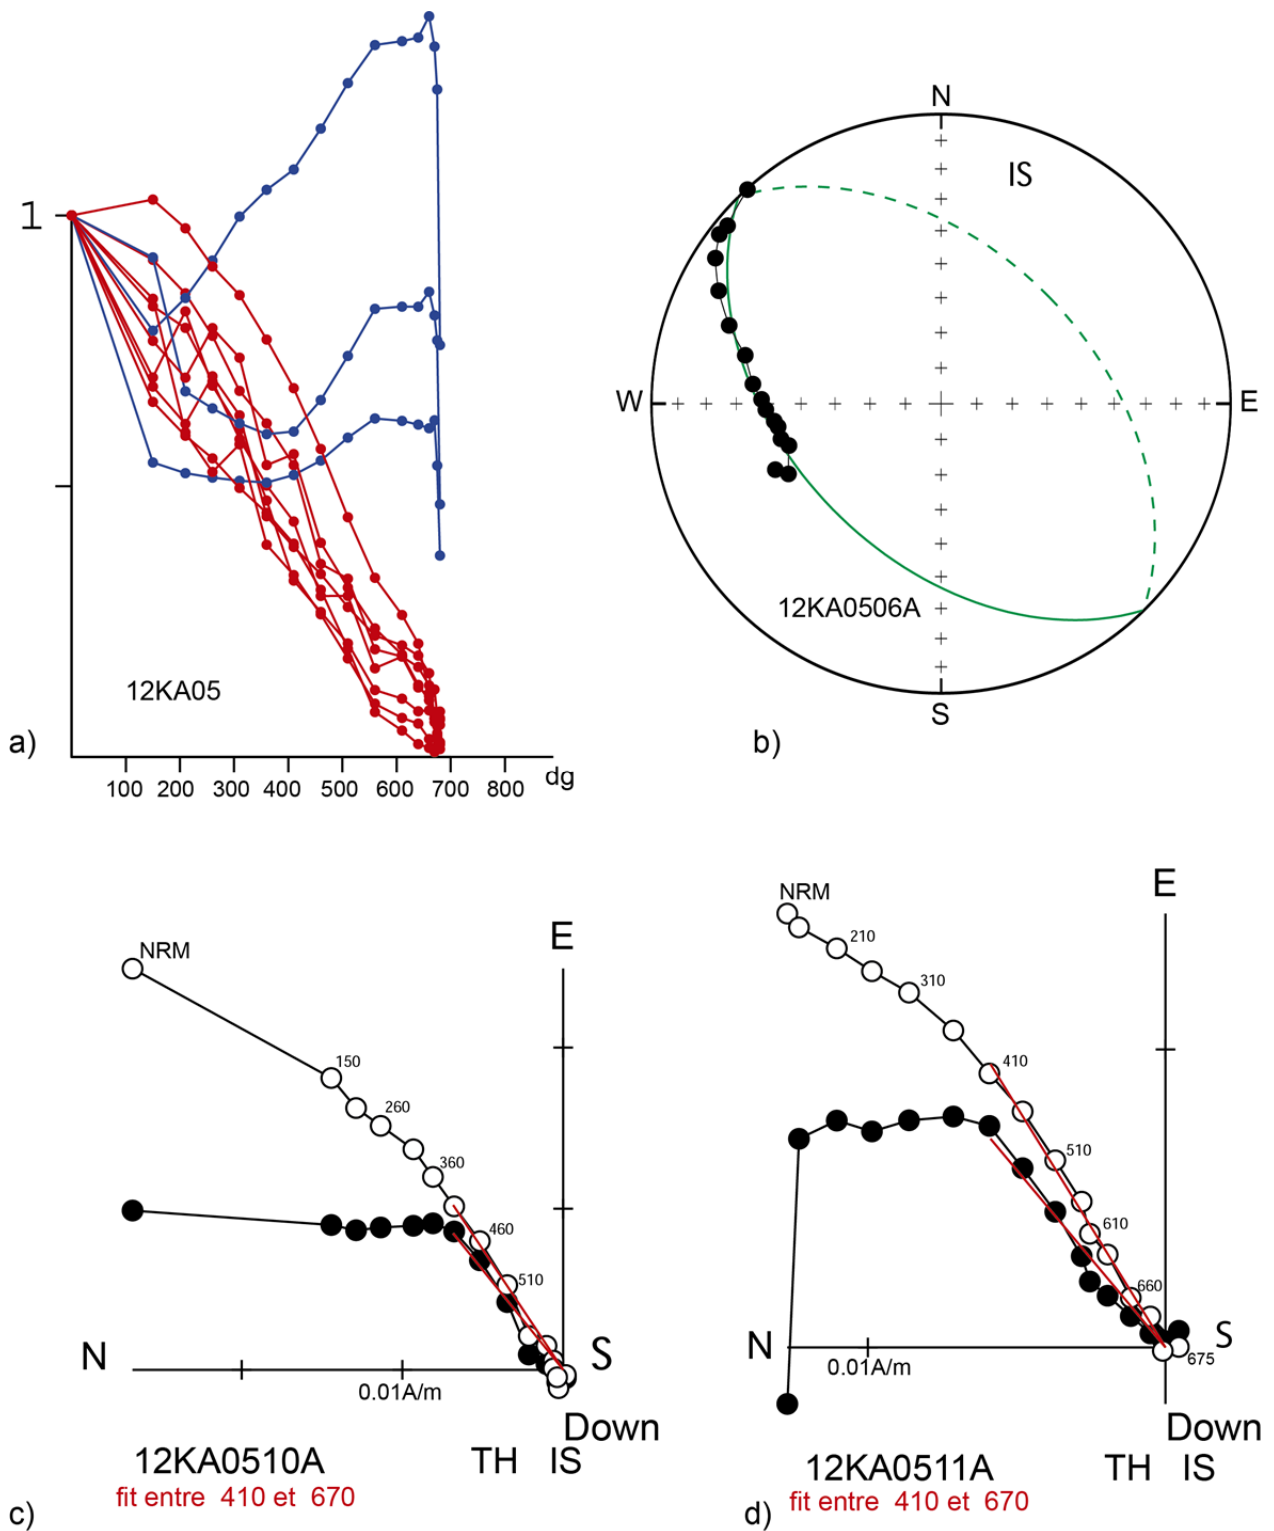 1
12KA05
a)
100 200 300 400 500 600 700 800 dg
N
IS
W
E
12KA0506A
S
b)
E
NRM
150
260
360
460
510
N
S
0.01A/m
Down
12KA0510A TH IS
fit entre 410 et 670
c)
E
NRM
210
310
410
510
610
660
N
S
675
0.01A/m
Down
12KA0511A TH IS
fit entre 410 et 670
d)